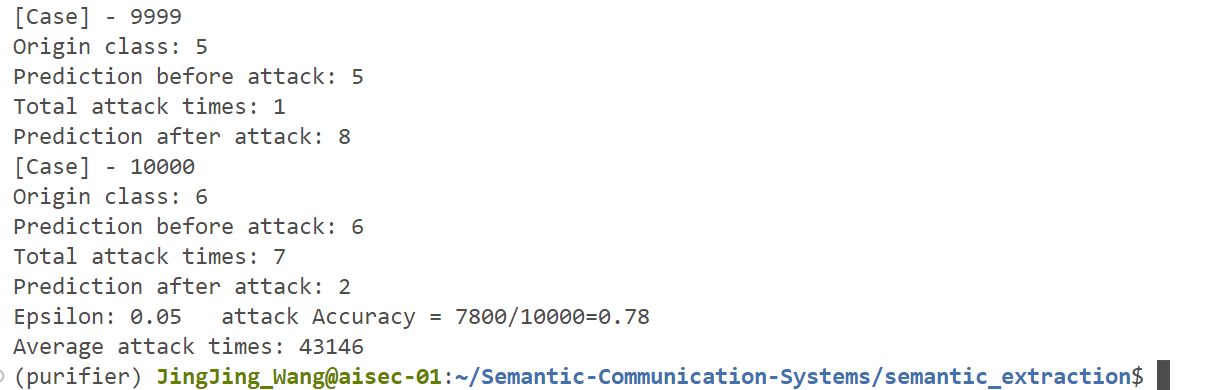 [Case] - 9999
Origin class: 5
Prediction before attack: 5
Total attack times: 1
Prediction after attack: 8
[Case] - 10000
Origin class: 6
Prediction before attack: 6
Total attack times: 7
Prediction after attack: 2
Epsilon: 0.05   attack Accuracy = 7800/10000=0.78
Average attack times: 43146
(purifier) JingJing_Wang@aisec-01:~/Semantic-Communication-Systems/semantic_extraction$